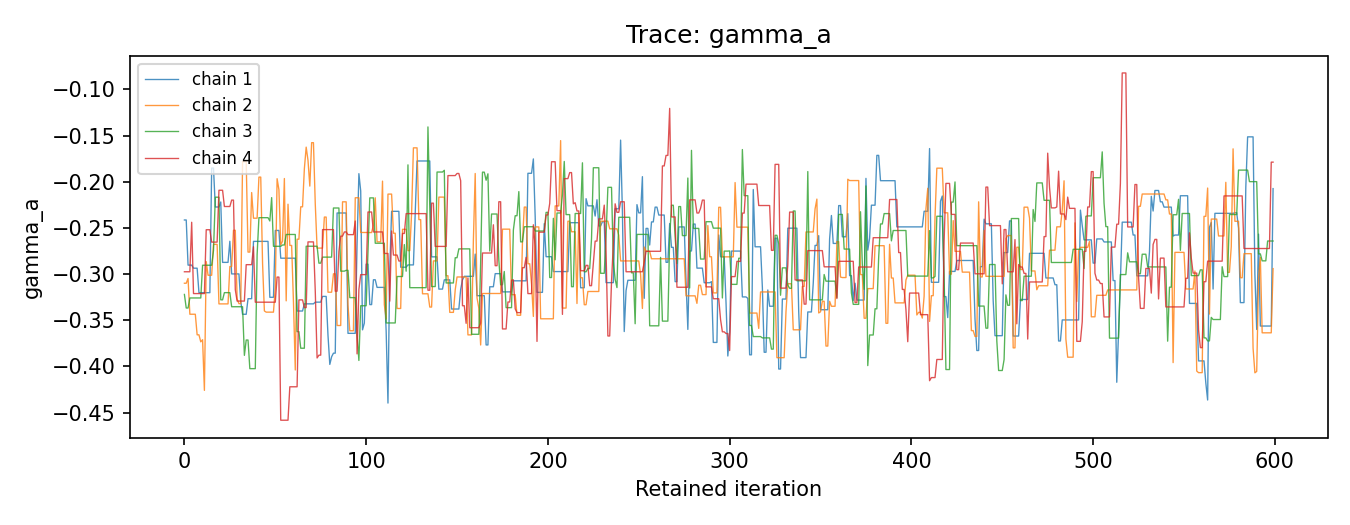 Trace: gamma_a
chain 1
chain 2
chain 3
chain 4
−0.10
−0.15
−0.20
−0.25
−0.30
−0.35
−0.40
−0.45
gamma_a
0 100 200 300 400 500 600
Retained iteration